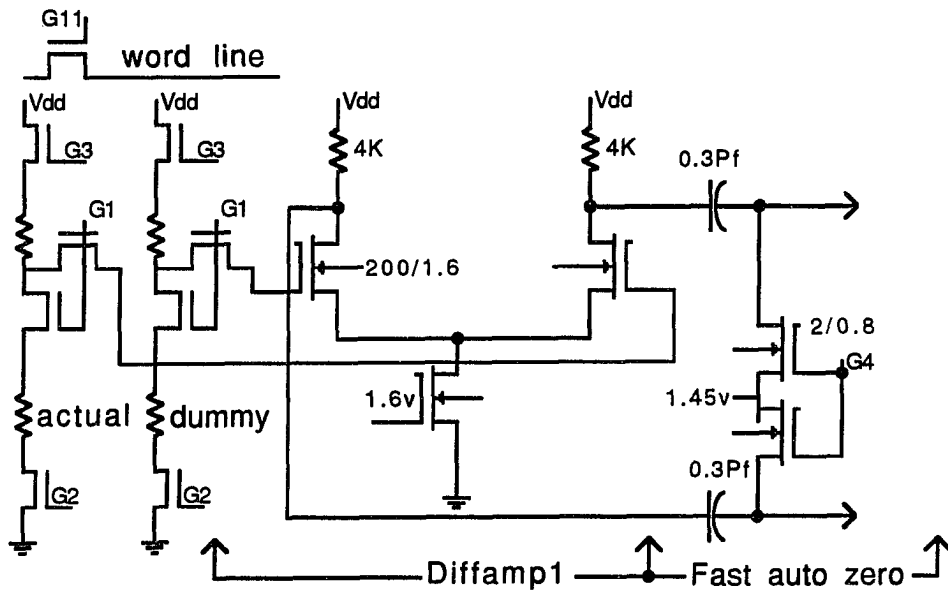 G11
word line
Vdd Vdd Vdd Vdd
G3 G3 4K 4K
0.3Pf
G1 G1
200/1.6
2/0.8
G4
1.6v 1.45v
actual dummy
0.3Pf
G2 G2
Diffamp1 Fast auto zero